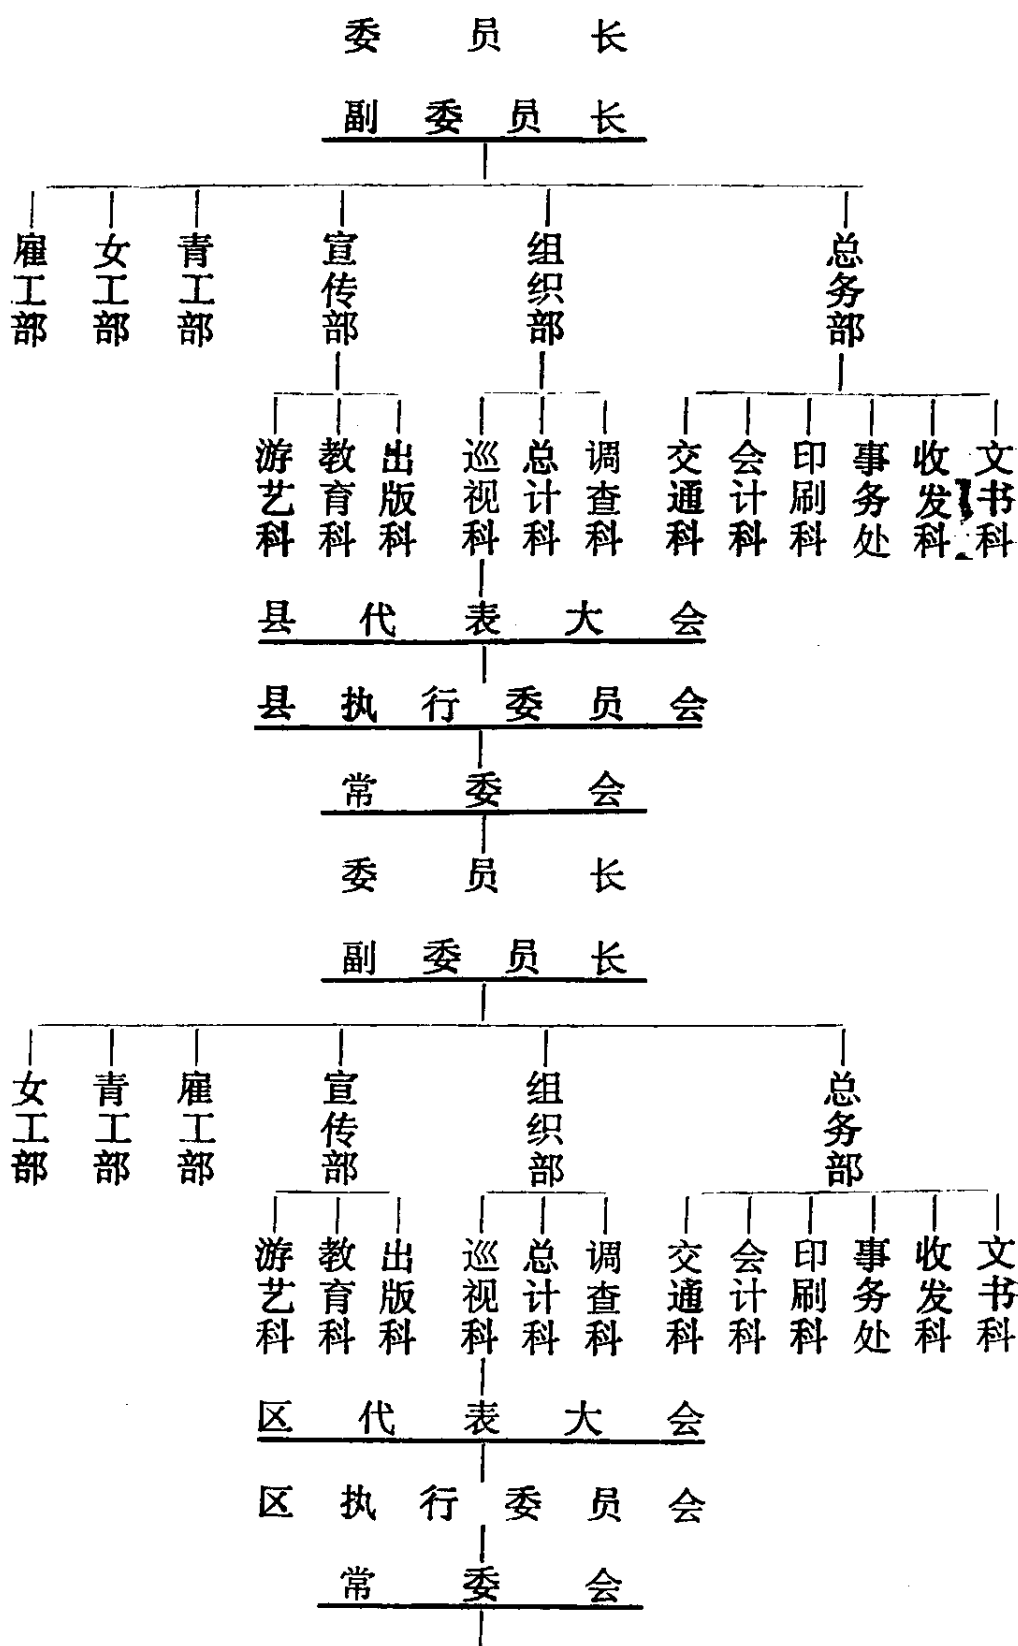 委员长
副委员长
雇工部 女工部 青工部 宣传部 组织部 总务部
游艺科 教育科 出版科 巡视科 总计科 调查科 交通科 会计科 印刷科 事务处 收发科 文书科
县代表大会
县执行委员会
常委会
委员长
副委员长
女工部 青工部 雇工部 宣传部 组织部 总务部
游艺科 教育科 出版科 巡视科 总计科 调查科 交通科 会计科 印刷科 事务处 收发科 文书科
区代表大会
区执行委员会
常委会